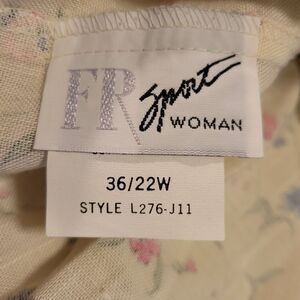 FR Sport
WOMAN
36/22W
STYLE L276-J11